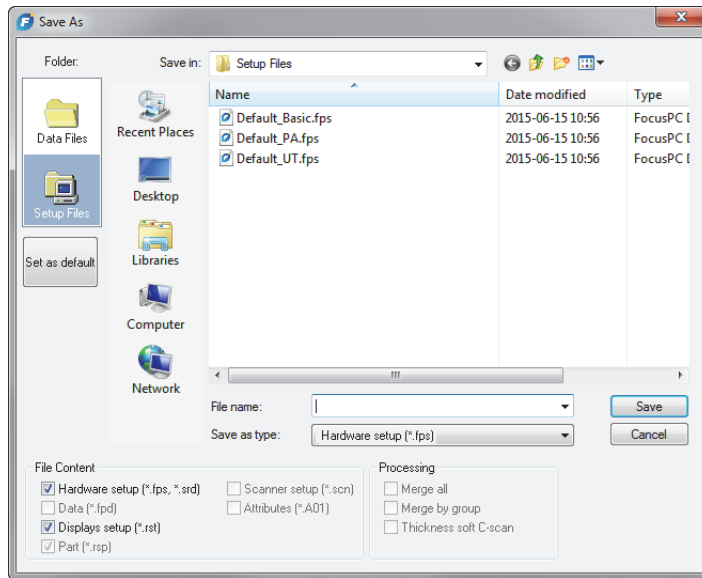 Save As
Folder:
Save in:
Setup Files
Data Files
Setup Files
Set as default
Recent Places
Desktop
Libraries
Computer
Network
Name
Date modified
Type
Default_Basic.fps
2015-06-15 10:56
FocusPC D
Default_PA.fps
2015-06-15 10:56
FocusPC D
Default_UT.fps
2015-06-15 10:56
FocusPC D
File name:
Save
Save as type:
Hardware setup (*.fps)
Cancel
File Content
Hardware setup (*.fps, *.srd)
Data (*.fpd)
Displays setup (*.rst)
Part (*.rsp)
Scanner setup (*.scn)
Attributes (*.A01)
Processing
Merge all
Merge by group
Thickness soft C-scan